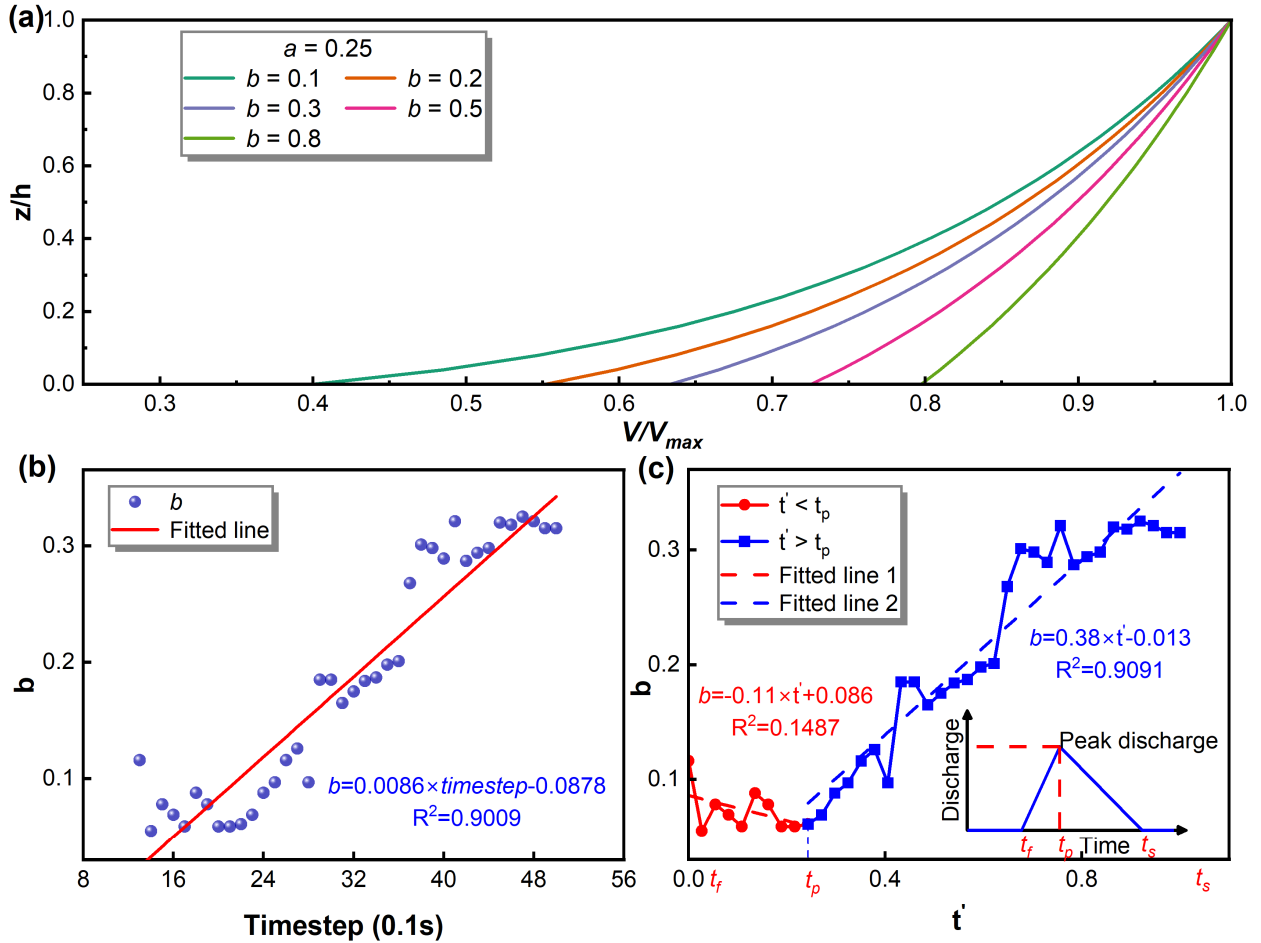 (a)
1.0
0.8
0.6
0.4
0.2
0.0
z/h
a = 0.25
b = 0.1
b = 0.2
b = 0.3
b = 0.5
b = 0.8
0.3 0.4 0.5 0.6 0.7 0.8 0.9 1.0
V/Vmax
(b)
b
Fitted line
0.3
0.2
0.1
b
b=0.0086×timestep-0.0878
R²=0.9009
8 16 24 32 40 48 56
Timestep (0.1s)
(c)
t' < tp
t' > tp
Fitted line 1
Fitted line 2
0.3
0.2
0.1
b
b=0.38×t'-0.013
R²=0.9091
b=-0.11×t'+0.086
R²=0.1487
Discharge
Peak discharge
tf tp Time ts
0.0 tf tp 0.4 0.8 ts
t'